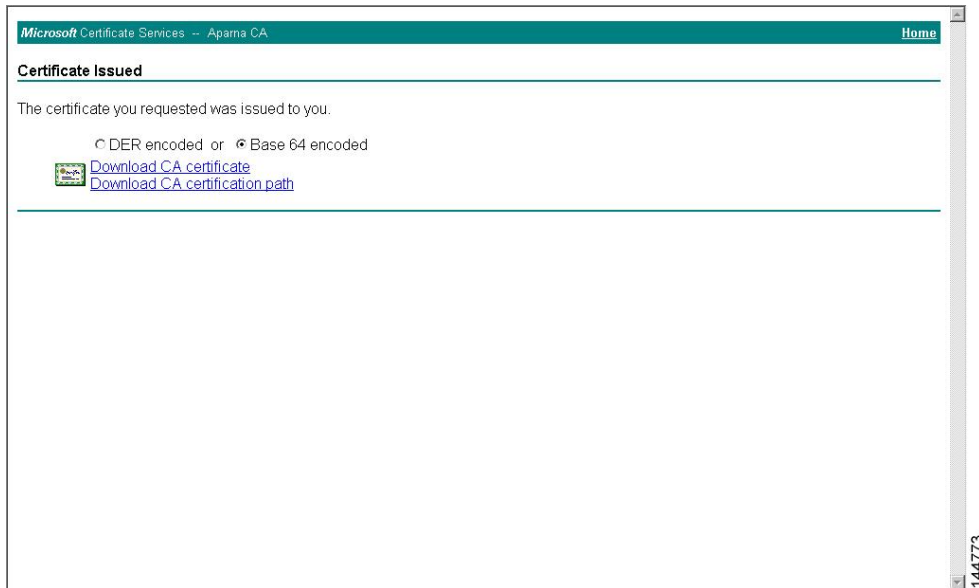 Microsoft Certificate Services -- Aparna CA Home
Certificate Issued
The certificate you requested was issued to you.
DER encoded or Base 64 encoded
Download CA certificate
Download CA certification path
144773